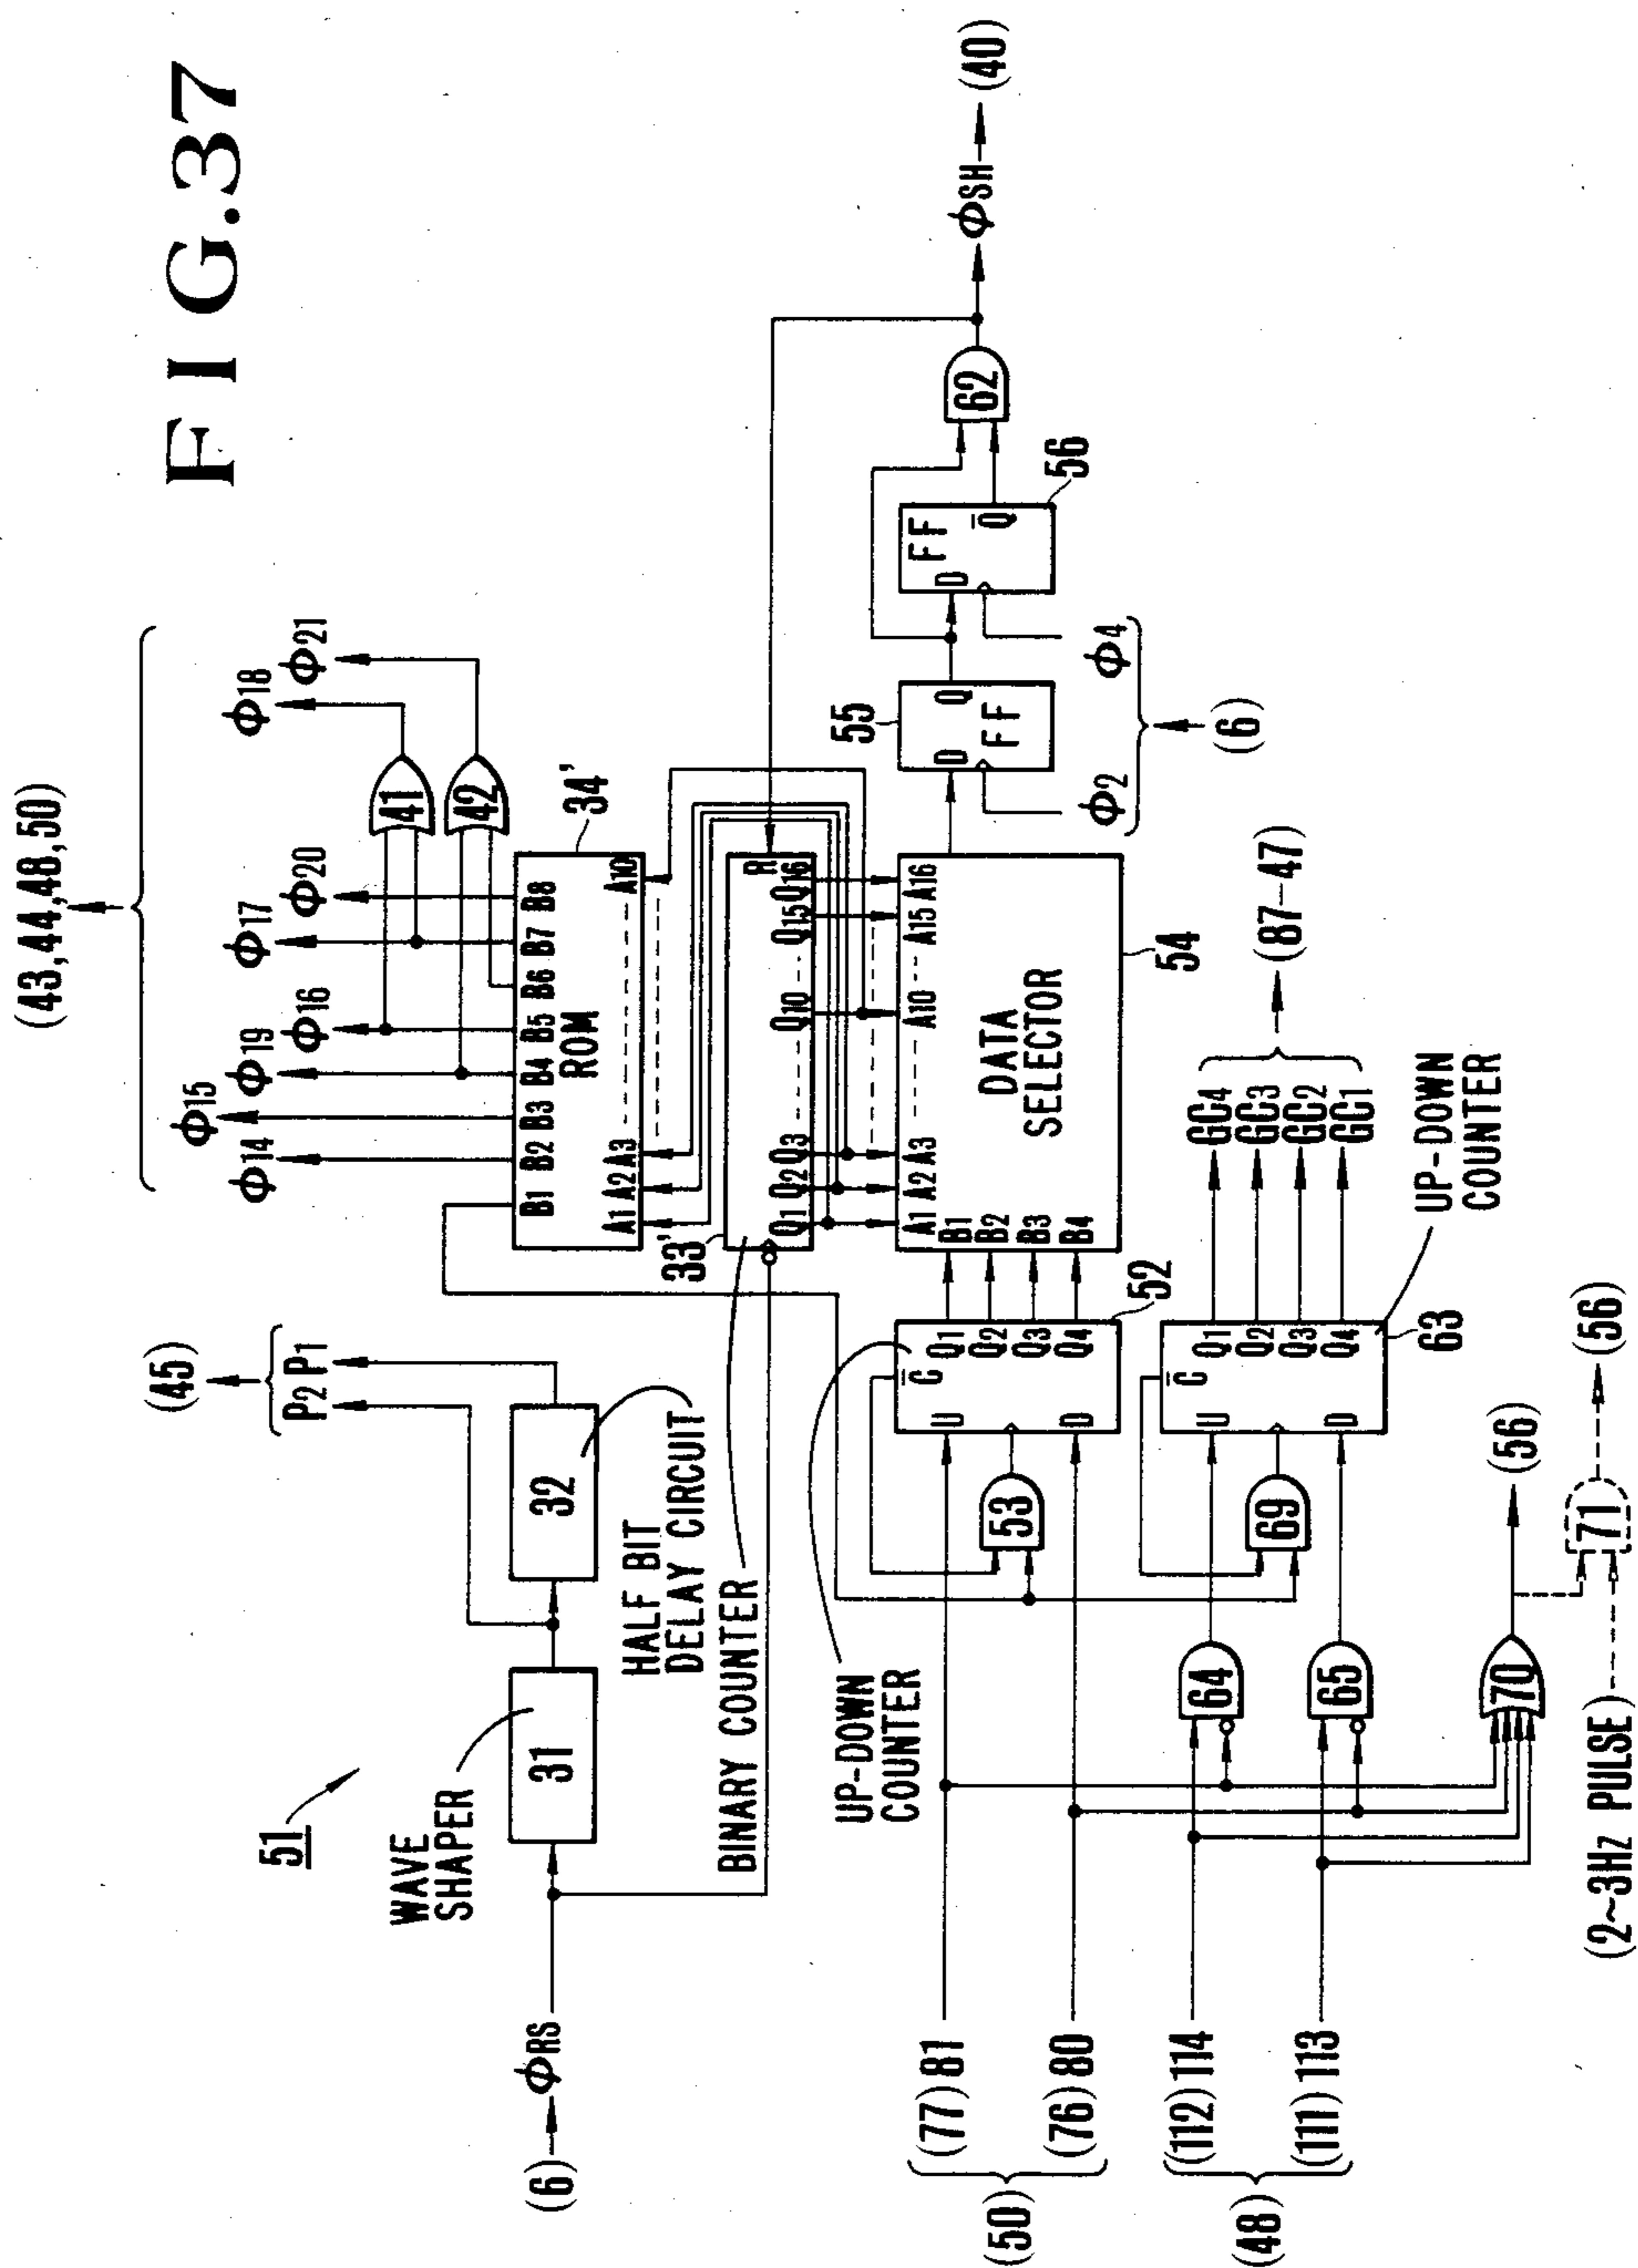 FIG.37
(43,44,48,50)
ϕ14
ϕ15
ϕ19
ϕ16
ϕ17
ϕ20
ϕ18
ϕ21
41
42
(45)
P2 P1
51
WAVE
SHAPER
31
32
HALF BIT
DELAY CIRCUIT
(6)
ϕRS
B1 B2 B3 B4 B5 B6 B7 B8
ROM
A1 A2 A3 A10
34'
BINARY COUNTER
33'
R
Q1 Q2 Q3 Q10 Q15 Q16
A1 A2 A3 A10 A15 A16
B1
B2
B3
B4
DATA
SELECTOR
54
55
D Q
FF
56
FF
D Q̅
62
ϕSH
(40)
ϕ2 ϕ4
(6)
UP-DOWN
COUNTER
U C̅ Q1
Q2
Q3
D Q4
52
53
(77) 81
(76) 80
(50)
(112) 114
(111) 113
(48)
64
65
69
U C̅ Q1
Q2
Q3
D Q4
63
UP-DOWN
COUNTER
GC4
GC3
GC2
GC1
(87-47)
70
(56)
71
(56)
(2~3Hz PULSE)